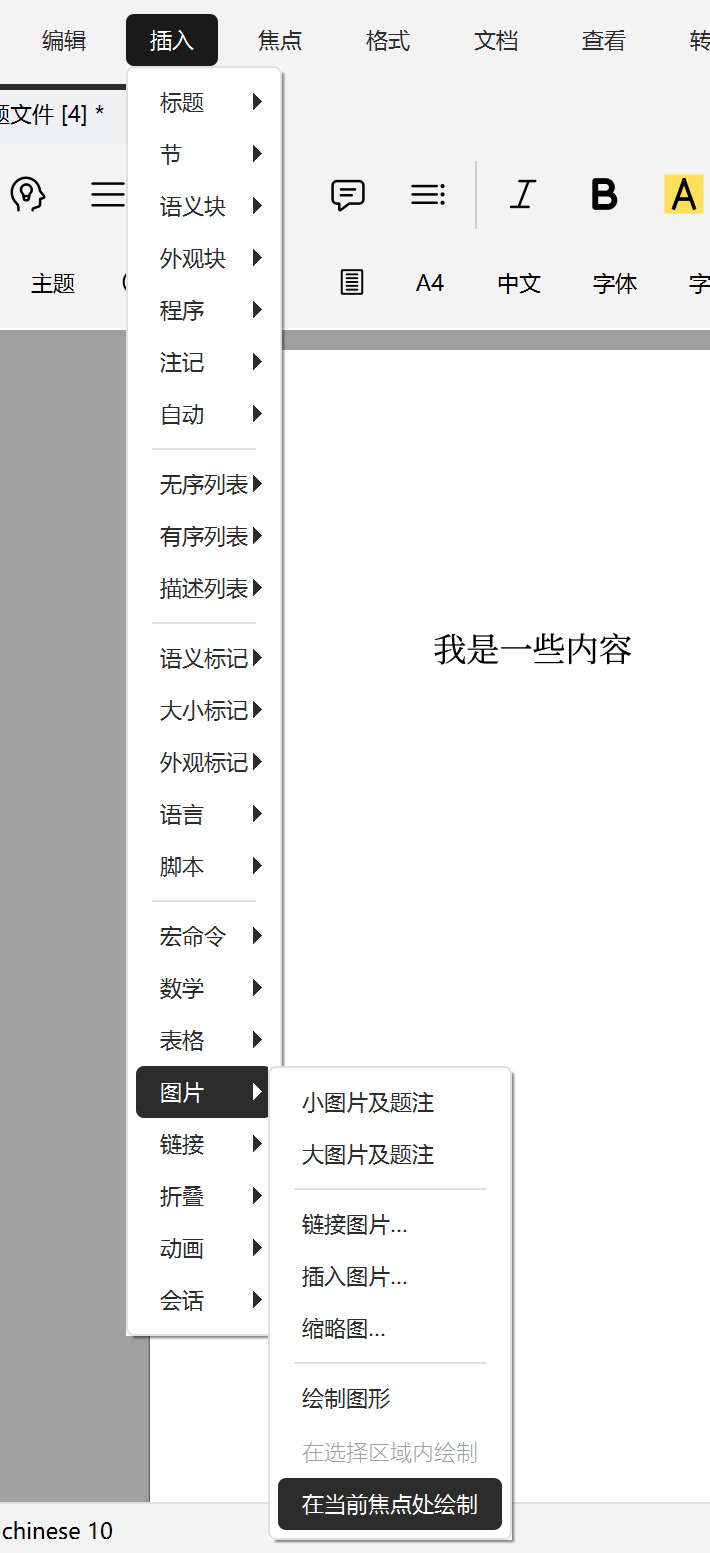 编辑 插入 焦点 格式 文档 查看 转
题文件 [4] *
A
主题 A4 中文 字体 字
标题
节
语义块
外观块
程序
注记
自动
无序列表
有序列表
描述列表
语义标记
大小标记
外观标记
语言
脚本
宏命令
数学
表格
图片
链接
折叠
动画
会话
小图片及题注
大图片及题注
链接图片...
插入图片...
缩略图...
绘制图形
在选择区域内绘制
在当前焦点处绘制
我是一些内容
chinese 10